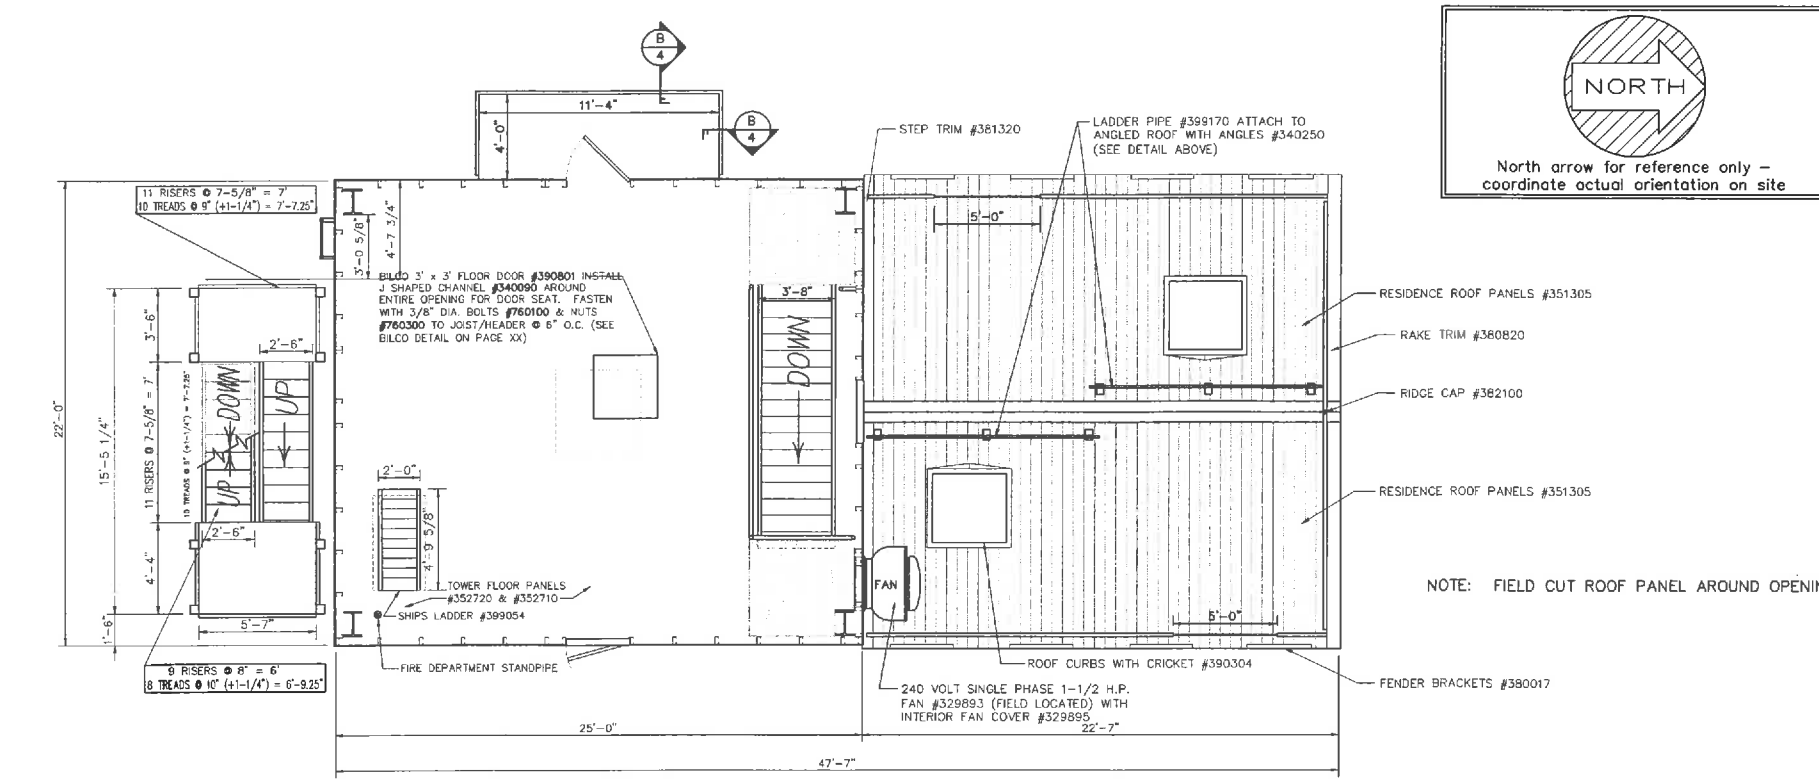 B
4
11'-4"
4'-0"
B
4
STEP TRIM #381320
LADDER PIPE #399170 ATTACH TO
ANGLED ROOF WITH ANGLES #340250
(SEE DETAIL ABOVE)
NORTH
North arrow for reference only –
coordinate actual orientation on site
11 RISERS @ 7-5/8" = 7'
10 TREADS @ 9" (+1-1/4") = 7'-7.25"
3'-0 5/8"
4'-7 3/4"
5'-0"
BILCO 3' x 3' FLOOR DOOR #390801 INSTALL
J SHAPED CHANNEL #340090 AROUND
ENTIRE OPENING FOR DOOR SEAT. FASTEN
WITH 3/8" DIA. BOLTS #760100 & NUTS
#760300 TO JOIST/HEADER @ 6" O.C. (SEE
BILCO DETAIL ON PAGE XX)
3'-8"
DOWN
RESIDENCE ROOF PANELS #351305
RAKE TRIM #380820
RIDGE CAP #382100
RESIDENCE ROOF PANELS #351305
22'-0"
15'-5 1/4"
3'-6"
2'-6"
11 RISERS @ 7-5/8" = 7'
10 TREADS @ 9" (+1-1/4") = 7'-7.25"
DOWN
UP
UP
2'-6"
4'-4"
5'-7"
1'-6"
2'-0"
4'-9 5/8"
TOWER FLOOR PANELS
#352720 & #352710
SHIPS LADDER #399054
FAN
5'-0"
NOTE: FIELD CUT ROOF PANEL AROUND OPENIN
9 RISERS @ 8" = 6'
8 TREADS @ 10" (+1-1/4") = 6'-9.25"
FIRE DEPARTMENT STANDPIPE
ROOF CURBS WITH CRICKET #390304
240 VOLT SINGLE PHASE 1-1/2 H.P.
FAN #329893 (FIELD LOCATED) WITH
INTERIOR FAN COVER #329895
FENDER BRACKETS #380017
25'-0"
22'-7"
47'-7"